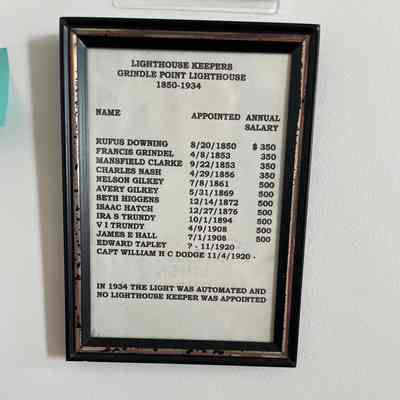 LIGHTHOUSE KEEPERS
GRINDLE POINT LIGHTHOUSE
1850-1934
NAME APPOINTED ANNUAL
SALARY
RUFUS DOWNING 8/20/1850 $ 350
FRANCIS GRINDEL 4/8/1853 350
MANSFIELD CLARKE 9/22/1853 350
CHARLES NASH 4/29/1856 350
NELSON GILKEY 7/8/1861 500
AVERY GILKEY 5/31/1869 500
SETH HIGGENS 12/14/1872 500
ISAAC HATCH 12/27/1876 500
IRA S TRUNDY 10/1/1894 500
V I TRUNDY 4/9/1908 500
JAMES E HALL 7/1/1908 500
EDWARD TAPLEY ? - 11/1920
CAPT WILLIAM H C DODGE 11/4/1920 -
IN 1934 THE LIGHT WAS AUTOMATED AND
NO LIGHTHOUSE KEEPER WAS APPOINTED